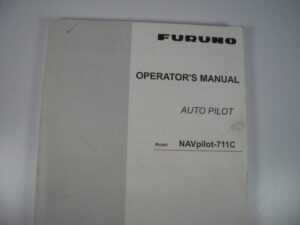 FURUNO
OPERATOR'S MANUAL
AUTO PILOT
Model NAVpilot-711C